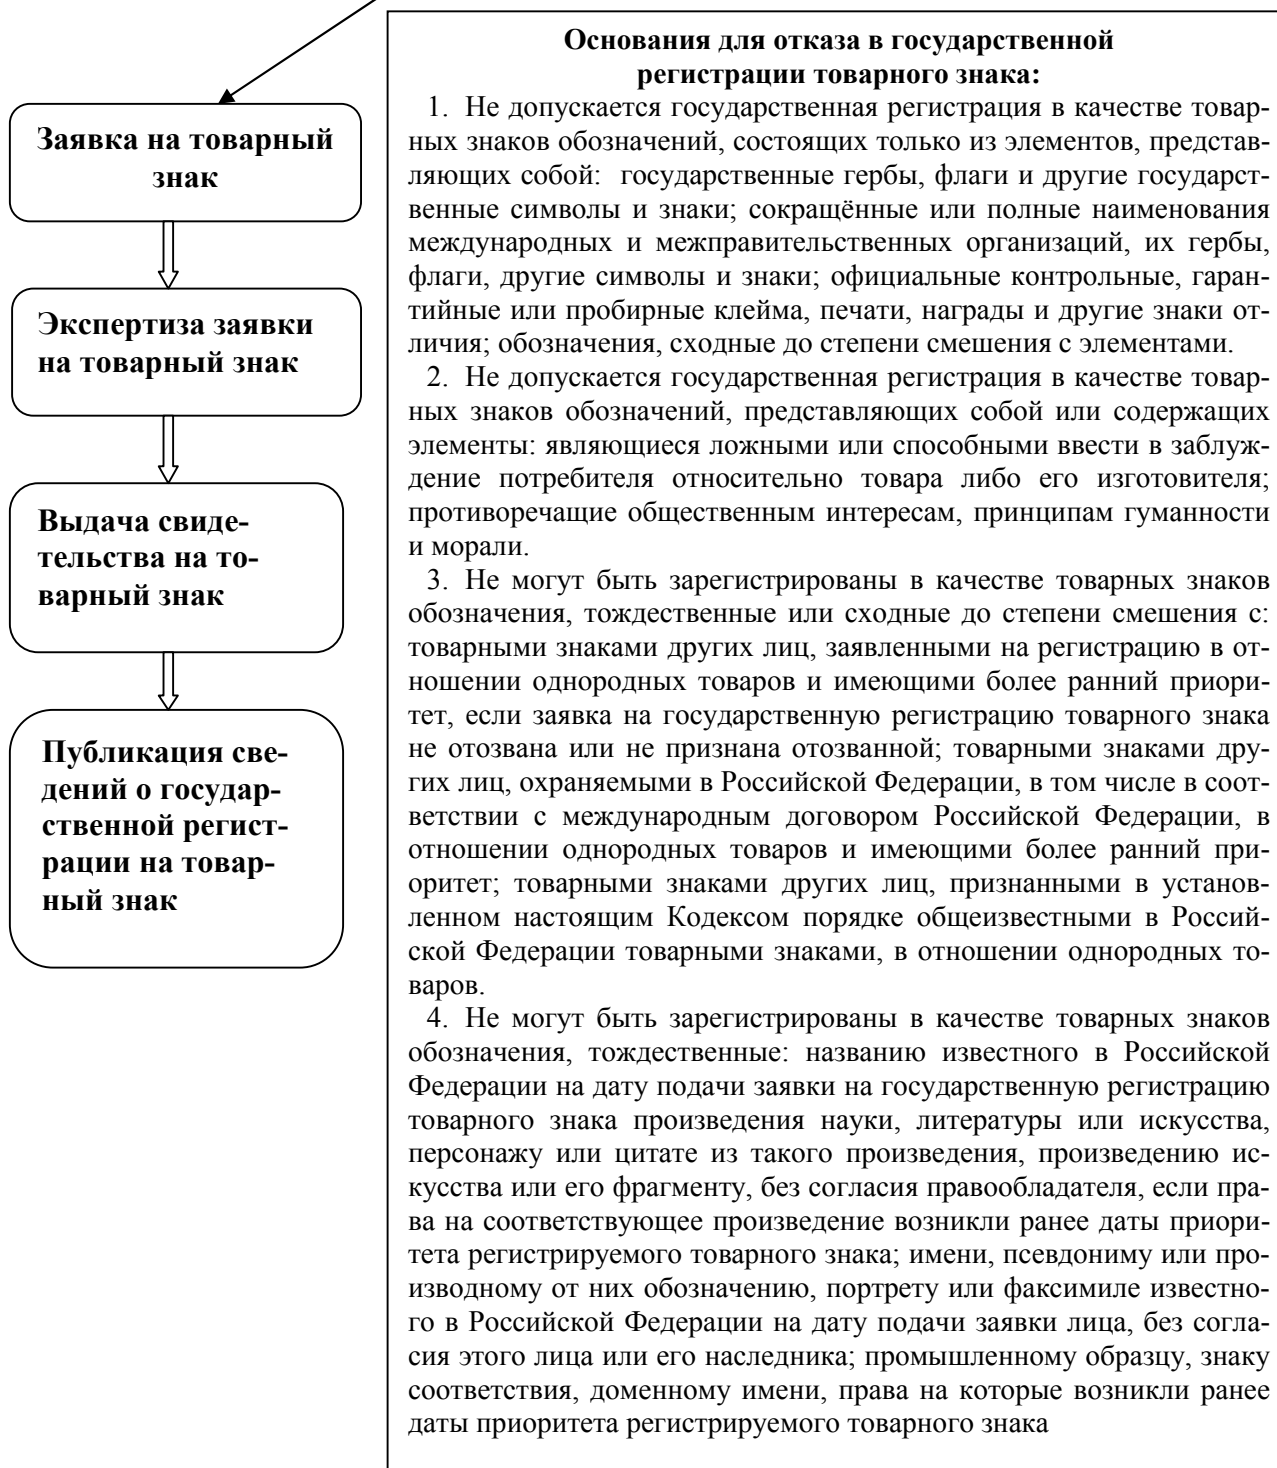 Заявка на товарный
знак
Экспертиза заявки
на товарный знак
Выдача свиде-
тельства на то-
варный знак
Публикация све-
дений о государ-
ственной регист-
рации на товар-
ный знак
Основания для отказа в государственной
регистрации товарного знака:
1. Не допускается государственная регистрация в качестве товар-
ных знаков обозначений, состоящих только из элементов, представ-
ляющих собой: государственные гербы, флаги и другие государст-
венные символы и знаки; сокращённые или полные наименования
международных и межправительственных организаций, их гербы,
флаги, другие символы и знаки; официальные контрольные, гаран-
тийные или пробирные клейма, печати, награды и другие знаки от-
личия; обозначения, сходные до степени смешения с элементами.
2. Не допускается государственная регистрация в качестве товар-
ных знаков обозначений, представляющих собой или содержащих
элементы: являющиеся ложными или способными ввести в заблуж-
дение потребителя относительно товара либо его изготовителя;
противоречащие общественным интересам, принципам гуманности
и морали.
3. Не могут быть зарегистрированы в качестве товарных знаков
обозначения, тождественные или сходные до степени смешения с:
товарными знаками других лиц, заявленными на регистрацию в от-
ношении однородных товаров и имеющими более ранний приори-
тет, если заявка на государственную регистрацию товарного знака
не отозвана или не признана отозванной; товарными знаками дру-
гих лиц, охраняемыми в Российской Федерации, в том числе в соот-
ветствии с международным договором Российской Федерации, в
отношении однородных товаров и имеющими более ранний при-
оритет; товарными знаками других лиц, признанными в установ-
ленном настоящим Кодексом порядке общеизвестными в Россий-
ской Федерации товарными знаками, в отношении однородных то-
варов.
4. Не могут быть зарегистрированы в качестве товарных знаков
обозначения, тождественные: названию известного в Российской
Федерации на дату подачи заявки на государственную регистрацию
товарного знака произведения науки, литературы или искусства,
персонажу или цитате из такого произведения, произведению ис-
кусства или его фрагменту, без согласия правообладателя, если пра-
ва на соответствующее произведение возникли ранее даты приори-
тета регистрируемого товарного знака; имени, псевдониму или про-
изводному от них обозначению, портрету или факсимиле известно-
го в Российской Федерации на дату подачи заявки лица, без согла-
сия этого лица или его наследника; промышленному образцу, знаку
соответствия, доменному имени, права на которые возникли ранее
даты приоритета регистрируемого товарного знака